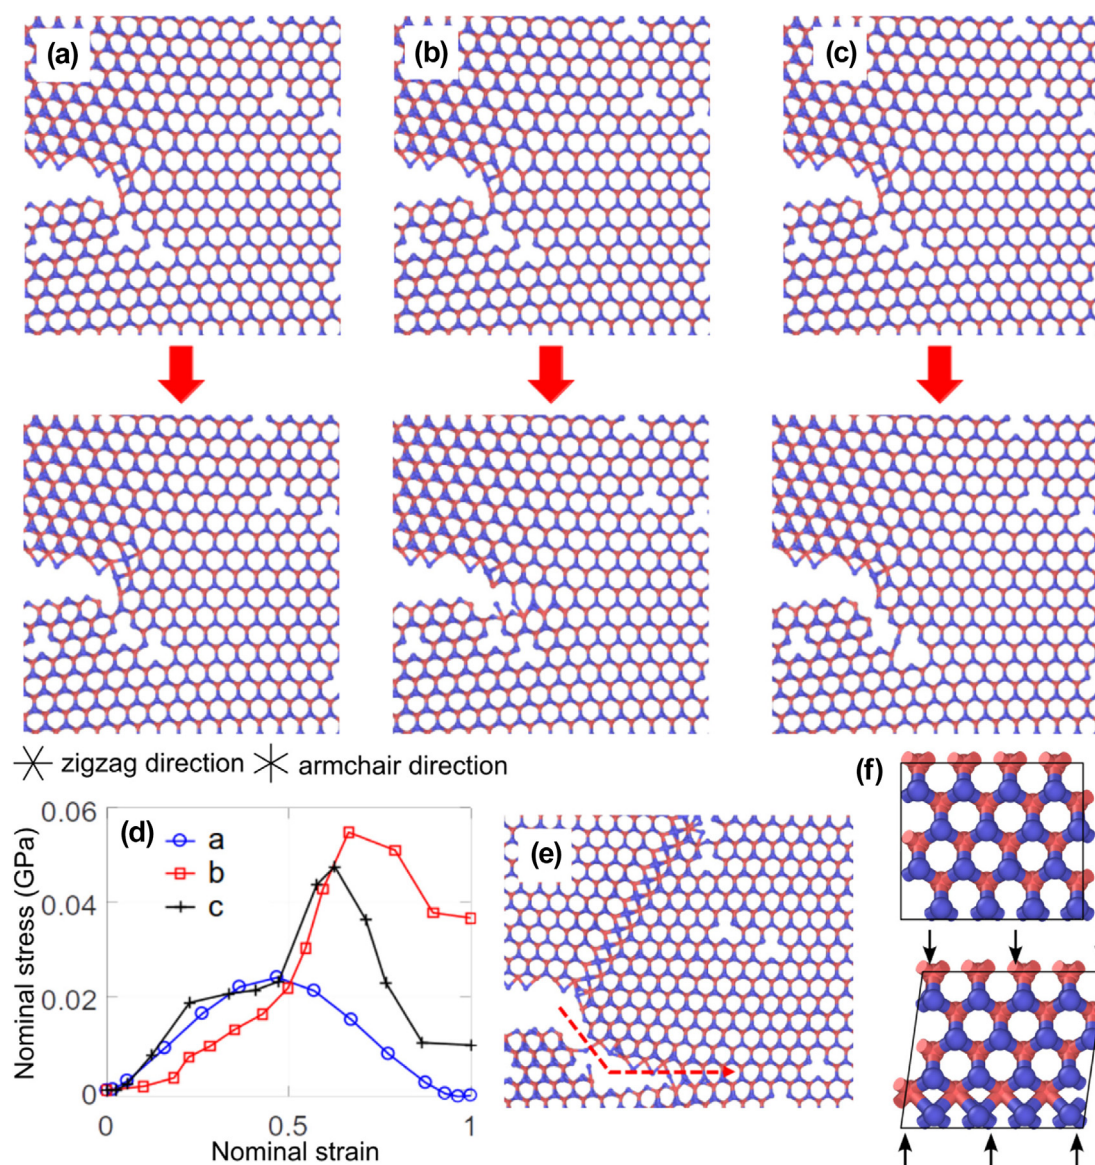 (a)
(b)
(c)
zigzag direction
armchair direction
(f)
0.06
(d)
a
b
c
0.04
0.02
0
Nominal stress (GPa)
0
0.5
1
Nominal strain
(e)